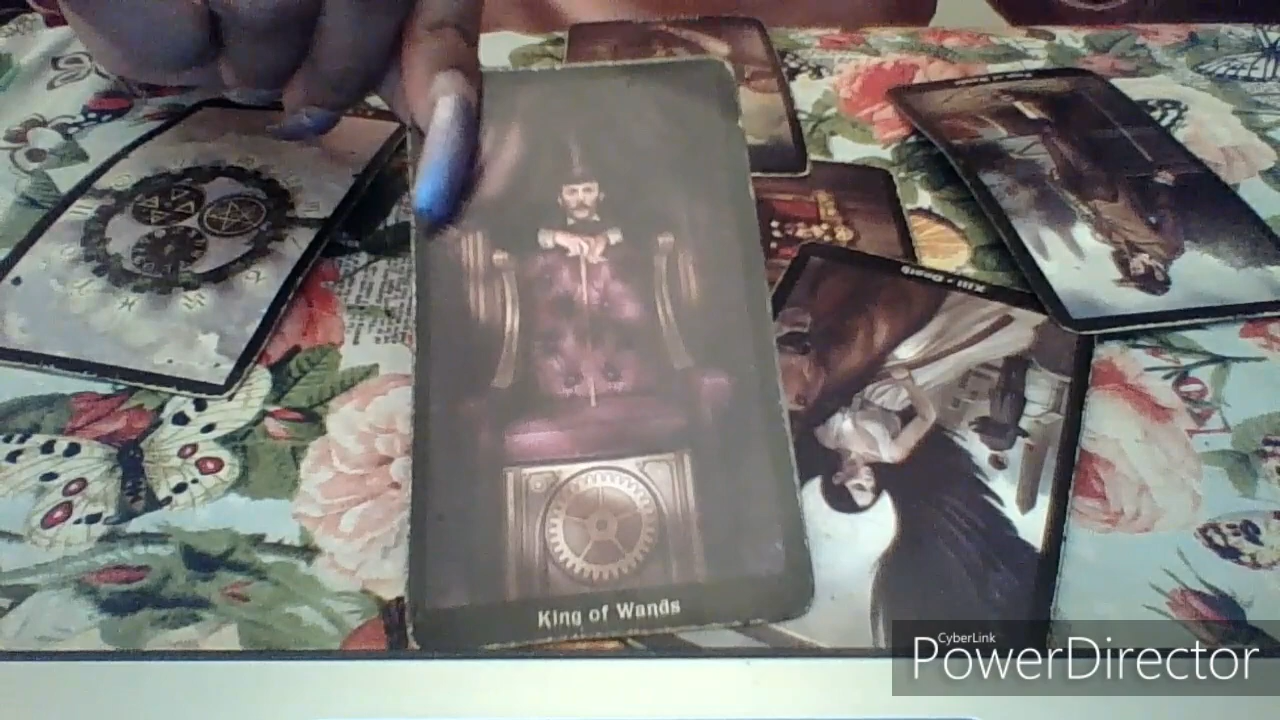 XIII • Death
King of Wands
CyberLink
PowerDirector